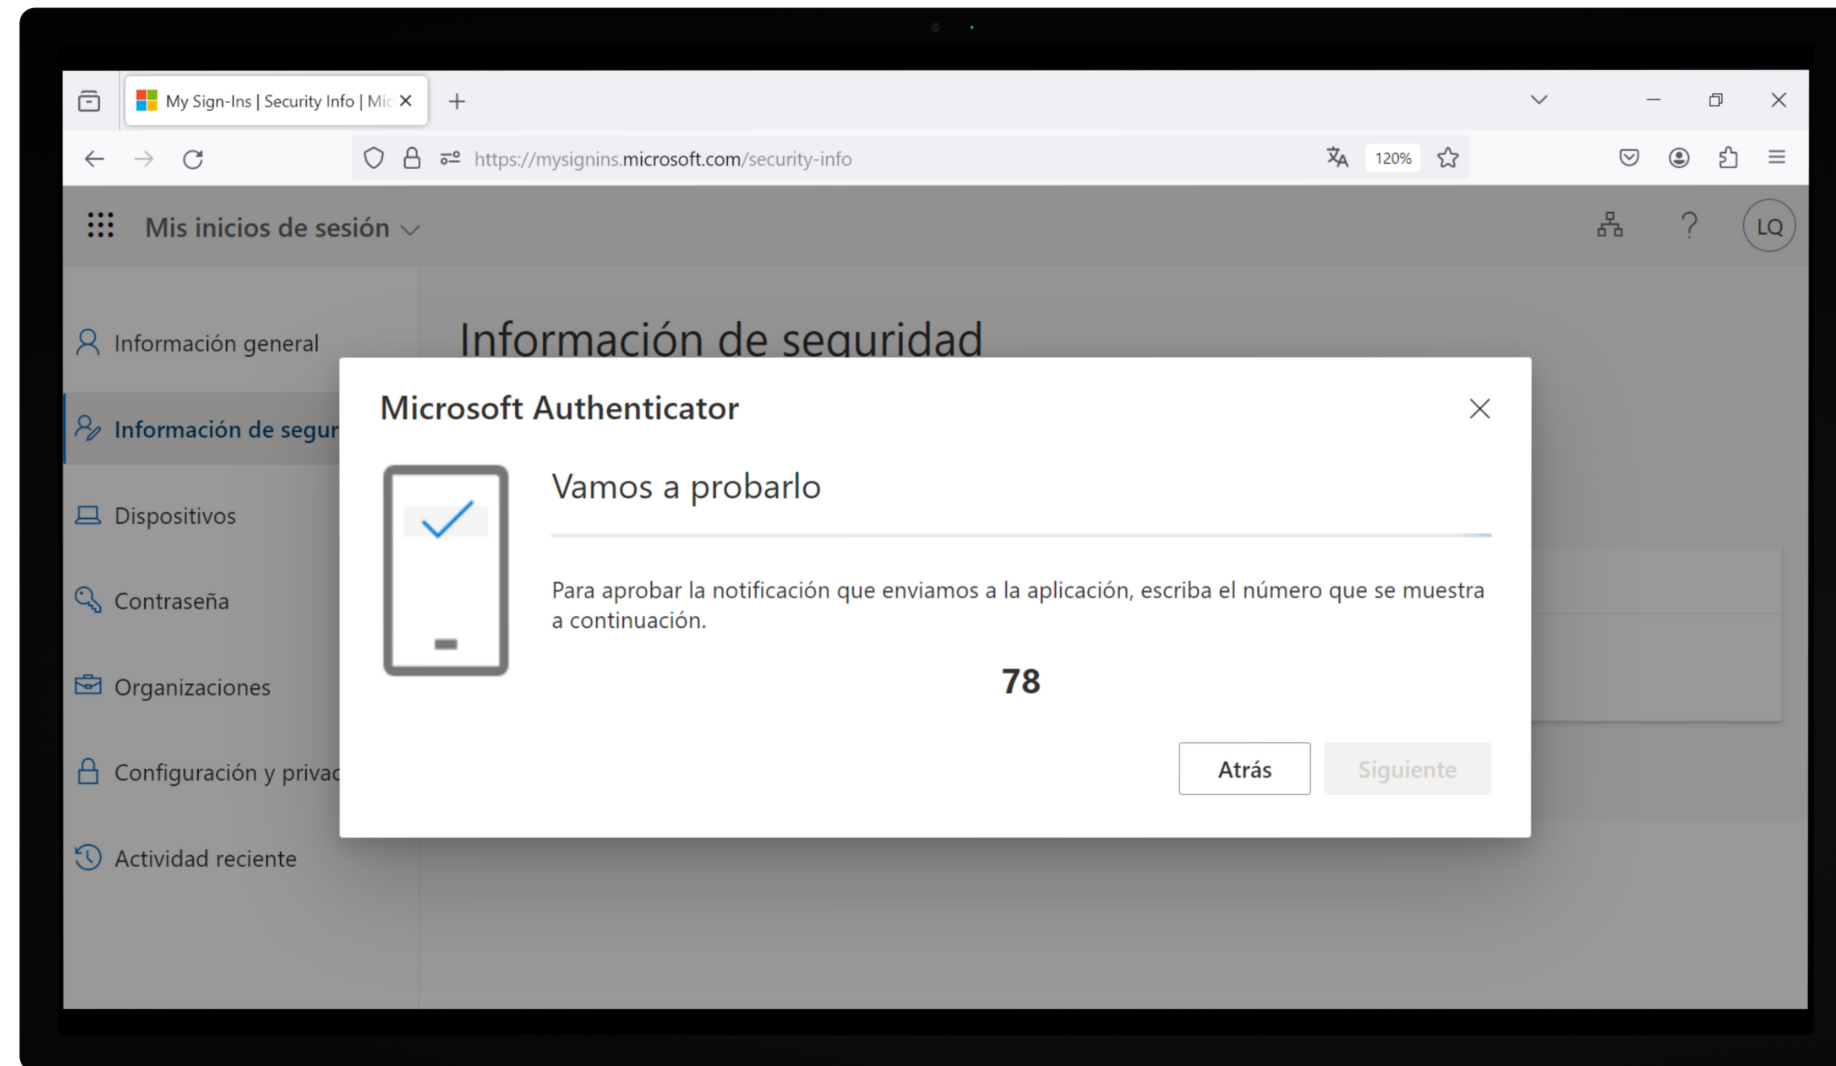 My Sign-Ins | Security Info | Mic
https://mysignins.microsoft.com/security-info
120%
Mis inicios de sesión
?
LQ
Información general
Información de seguridad
Información de segur
Microsoft Authenticator
Vamos a probarlo
Dispositivos
Para aprobar la notificación que enviamos a la aplicación, escriba el número que se muestra
a continuación.
Contraseña
78
Organizaciones
Atrás
Siguiente
Configuración y privac
Actividad reciente